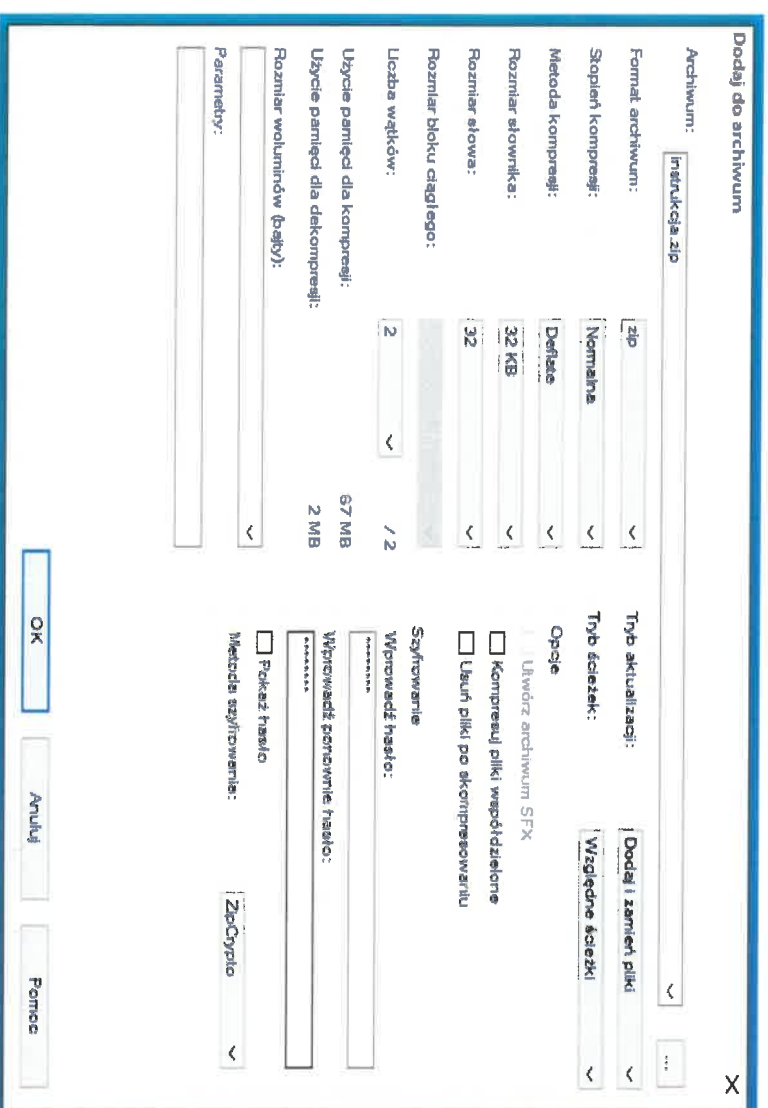 Dodaj do archiwum
X
Archiwum:
instrukcja.zip
...
Format archiwum:
zip
Stopień kompresji:
Normalna
Metoda kompresji:
Deflate
Rozmiar słownika:
32 KB
Rozmiar słowa:
32
Rozmiar bloku ciągłego:
Liczba wątków:
2
/ 2
Użycie pamięci dla kompresji:
67 MB
Użycie pamięci dla dekompresji:
2 MB
Rozmiar woluminów (bajty):
Parametry:
Tryb aktualizacji:
Dodaj i zamień pliki
Tryb ścieżek:
Względne ścieżki
Opcje
Utwórz archiwum SFX
Kompresuj pliki współdzielone
Usuń pliki po skompresowaniu
Szyfrowanie
Wprowadź hasło:
********
Wprowadź ponownie hasło:
********
Pokaż hasło
Metoda szyfrowania:
ZipCrypto
OK
Anuluj
Pomoc